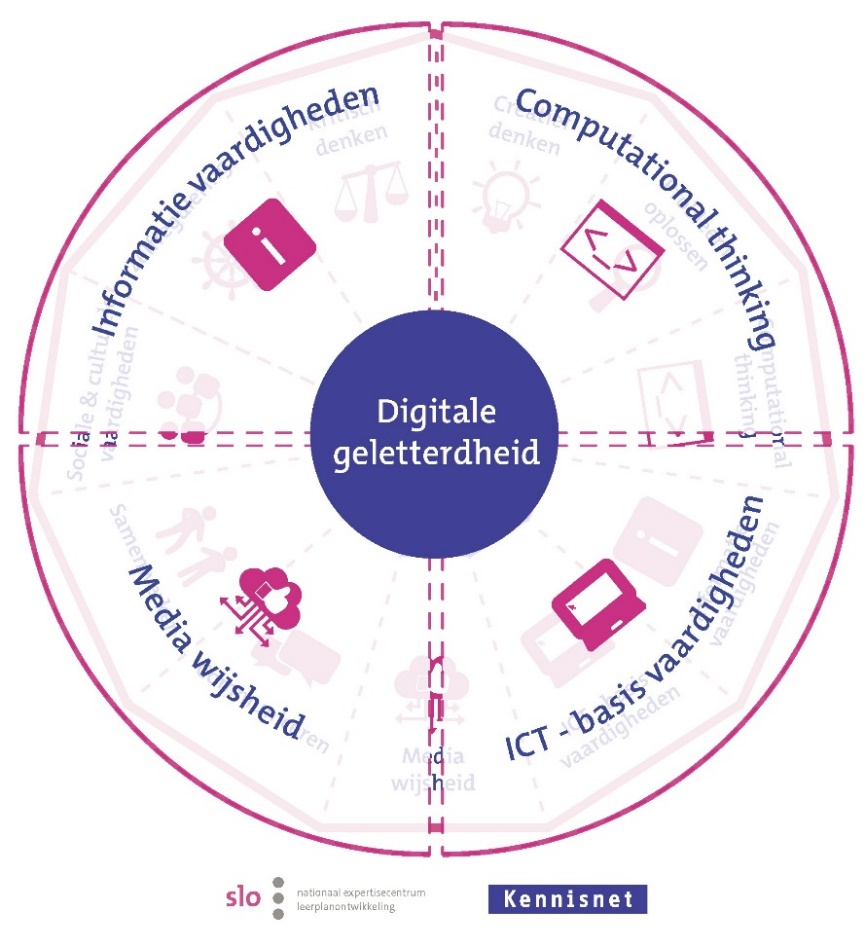 Informatie vaardigheden
Computational thinking
Kritisch
denken
Creatief
denken
oplossen
Sociale & culturele
vaardigheden
Computational
thinking
Digitale
geletterdheid
Media wijsheid
ICT - basis vaardigheden
vaardigheden
vaardigheden
Media
wijsheid
slo
nationaal expertisecentrum
leerplanontwikkeling
Kennisnet